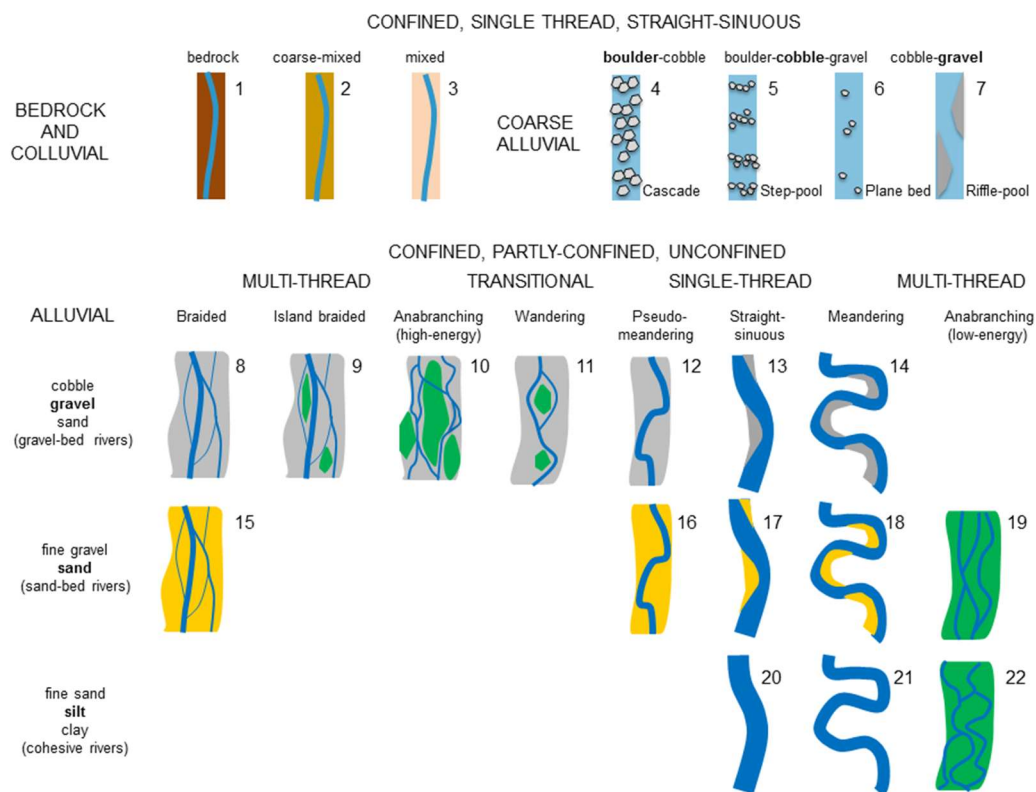 CONFINED, SINGLE THREAD, STRAIGHT-SINUOUS
BEDROCK
AND
COLLUVIAL
bedrock
coarse-mixed
mixed
1
2
3
COARSE
ALLUVIAL
boulder-cobble
boulder-cobble-gravel
cobble-gravel
4
5
6
7
Cascade
Step-pool
Plane bed
Riffle-pool
CONFINED, PARTLY-CONFINED, UNCONFINED
MULTI-THREAD
TRANSITIONAL
SINGLE-THREAD
MULTI-THREAD
ALLUVIAL
Braided
Island braided
Anabranching
(high-energy)
Wandering
Pseudo-
meandering
Straight-
sinuous
Meandering
Anabranching
(low-energy)
cobble
gravel
sand
(gravel-bed rivers)
8
9
10
11
12
13
14
fine gravel
sand
(sand-bed rivers)
15
16
17
18
19
fine sand
silt
clay
(cohesive rivers)
20
21
22